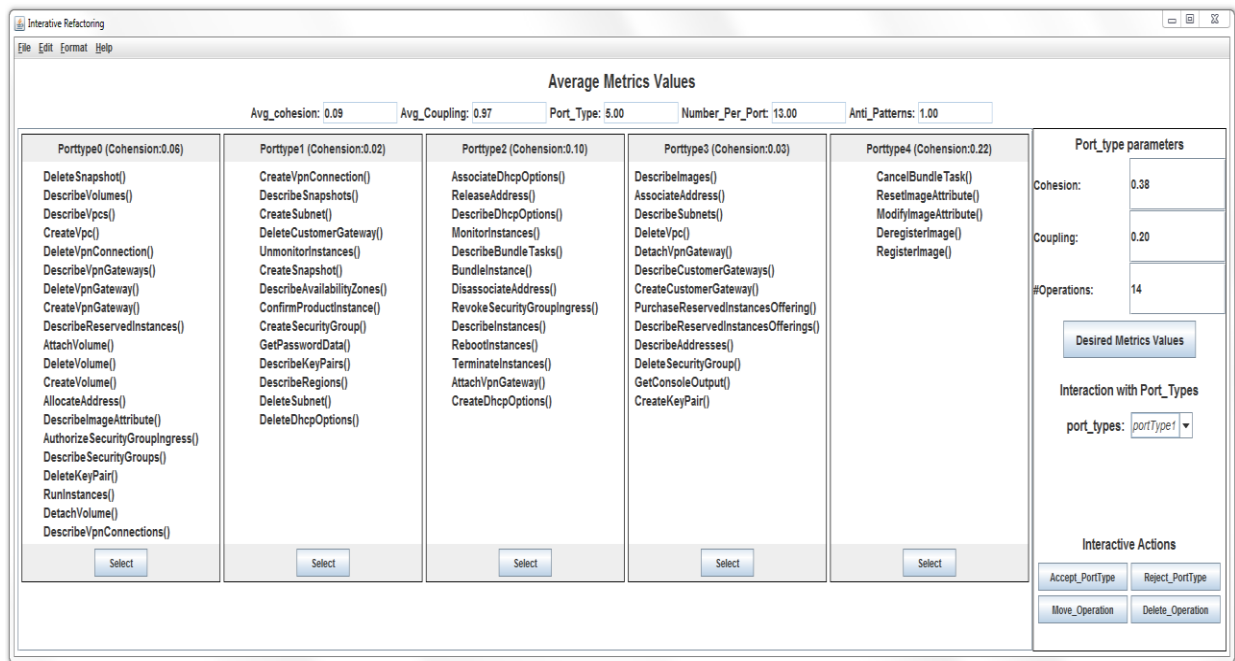 Interative Refactoring
File Edit Format Help
Average Metrics Values
Avg_cohesion: 0.09 Avg_Coupling: 0.97 Port_Type: 5.00 Number_Per_Port: 13.00 Anti_Patterns: 1.00
Porttype0 (Cohension:0.06)
DeleteSnapshot()
DescribeVolumes()
DescribeVpcs()
CreateVpc()
DeleteVpnConnection()
DescribeVpnGateways()
DeleteVpnGateway()
CreateVpnGateway()
DescribeReservedInstances()
AttachVolume()
DeleteVolume()
CreateVolume()
AllocateAddress()
DescribeImageAttribute()
AuthorizeSecurityGroupIngress()
DescribeSecurityGroups()
DeleteKeyPair()
RunInstances()
DetachVolume()
DescribeVpnConnections()
Select
Porttype1 (Cohension:0.02)
CreateVpnConnection()
DescribeSnapshots()
CreateSubnet()
DeleteCustomerGateway()
UnmonitorInstances()
CreateSnapshot()
DescribeAvailabilityZones()
ConfirmProductInstance()
CreateSecurityGroup()
GetPasswordData()
DescribeKeyPairs()
DescribeRegions()
DeleteSubnet()
DeleteDhcpOptions()
Select
Porttype2 (Cohension:0.10)
AssociateDhcpOptions()
ReleaseAddress()
DescribeDhcpOptions()
MonitorInstances()
DescribeBundleTasks()
BundleInstance()
DisassociateAddress()
RevokeSecurityGroupIngress()
DescribeInstances()
RebootInstances()
TerminateInstances()
AttachVpnGateway()
CreateDhcpOptions()
Select
Porttype3 (Cohension:0.03)
DescribeImages()
AssociateAddress()
DescribeSubnets()
DeleteVpc()
DetachVpnGateway()
DescribeCustomerGateways()
CreateCustomerGateway()
PurchaseReservedInstancesOffering()
DescribeReservedInstancesOfferings()
DescribeAddresses()
DeleteSecurityGroup()
GetConsoleOutput()
CreateKeyPair()
Select
Porttype4 (Cohension:0.22)
CancelBundleTask()
ResetImageAttribute()
ModifyImageAttribute()
DeregisterImage()
RegisterImage()
Select
Port_type parameters
Cohesion: 0.38
Coupling: 0.20
#Operations: 14
Desired Metrics Values
Interaction with Port_Types
port_types: portType1
Interactive Actions
Accept_PortType Reject_PortType
Move_Operation Delete_Operation